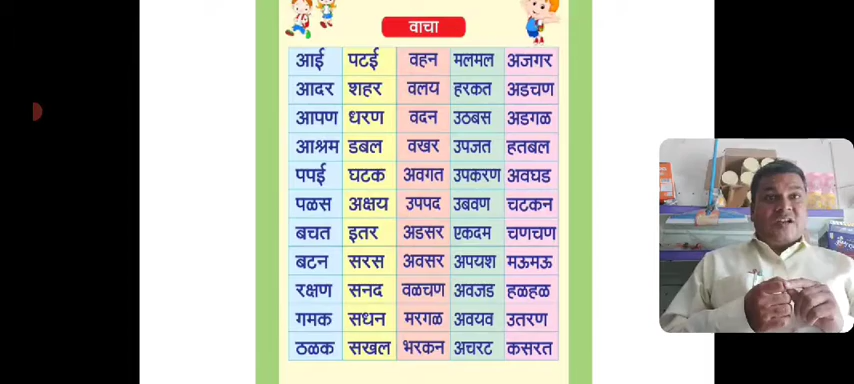 वाचा
आई पटई वहन मलमल अजगर
आदर शहर वलय हरकत अडचण
आपण धरण वदन उठबस अडगळ
आश्रम डबल वखर उपजत हतबल
पपई घटक अवगत उपकरण अवघड
पळस अक्षय उपपद उबवण चटकन
बचत इतर अडसर एकदम चणचण
बटन सरस अवसर अपयश मऊमऊ
रक्षण सनद वळचण अवजड हळहळ
गमक सधन मरगळ अवयव उतरण
ठळक सखल भरकन अचरट कसरत